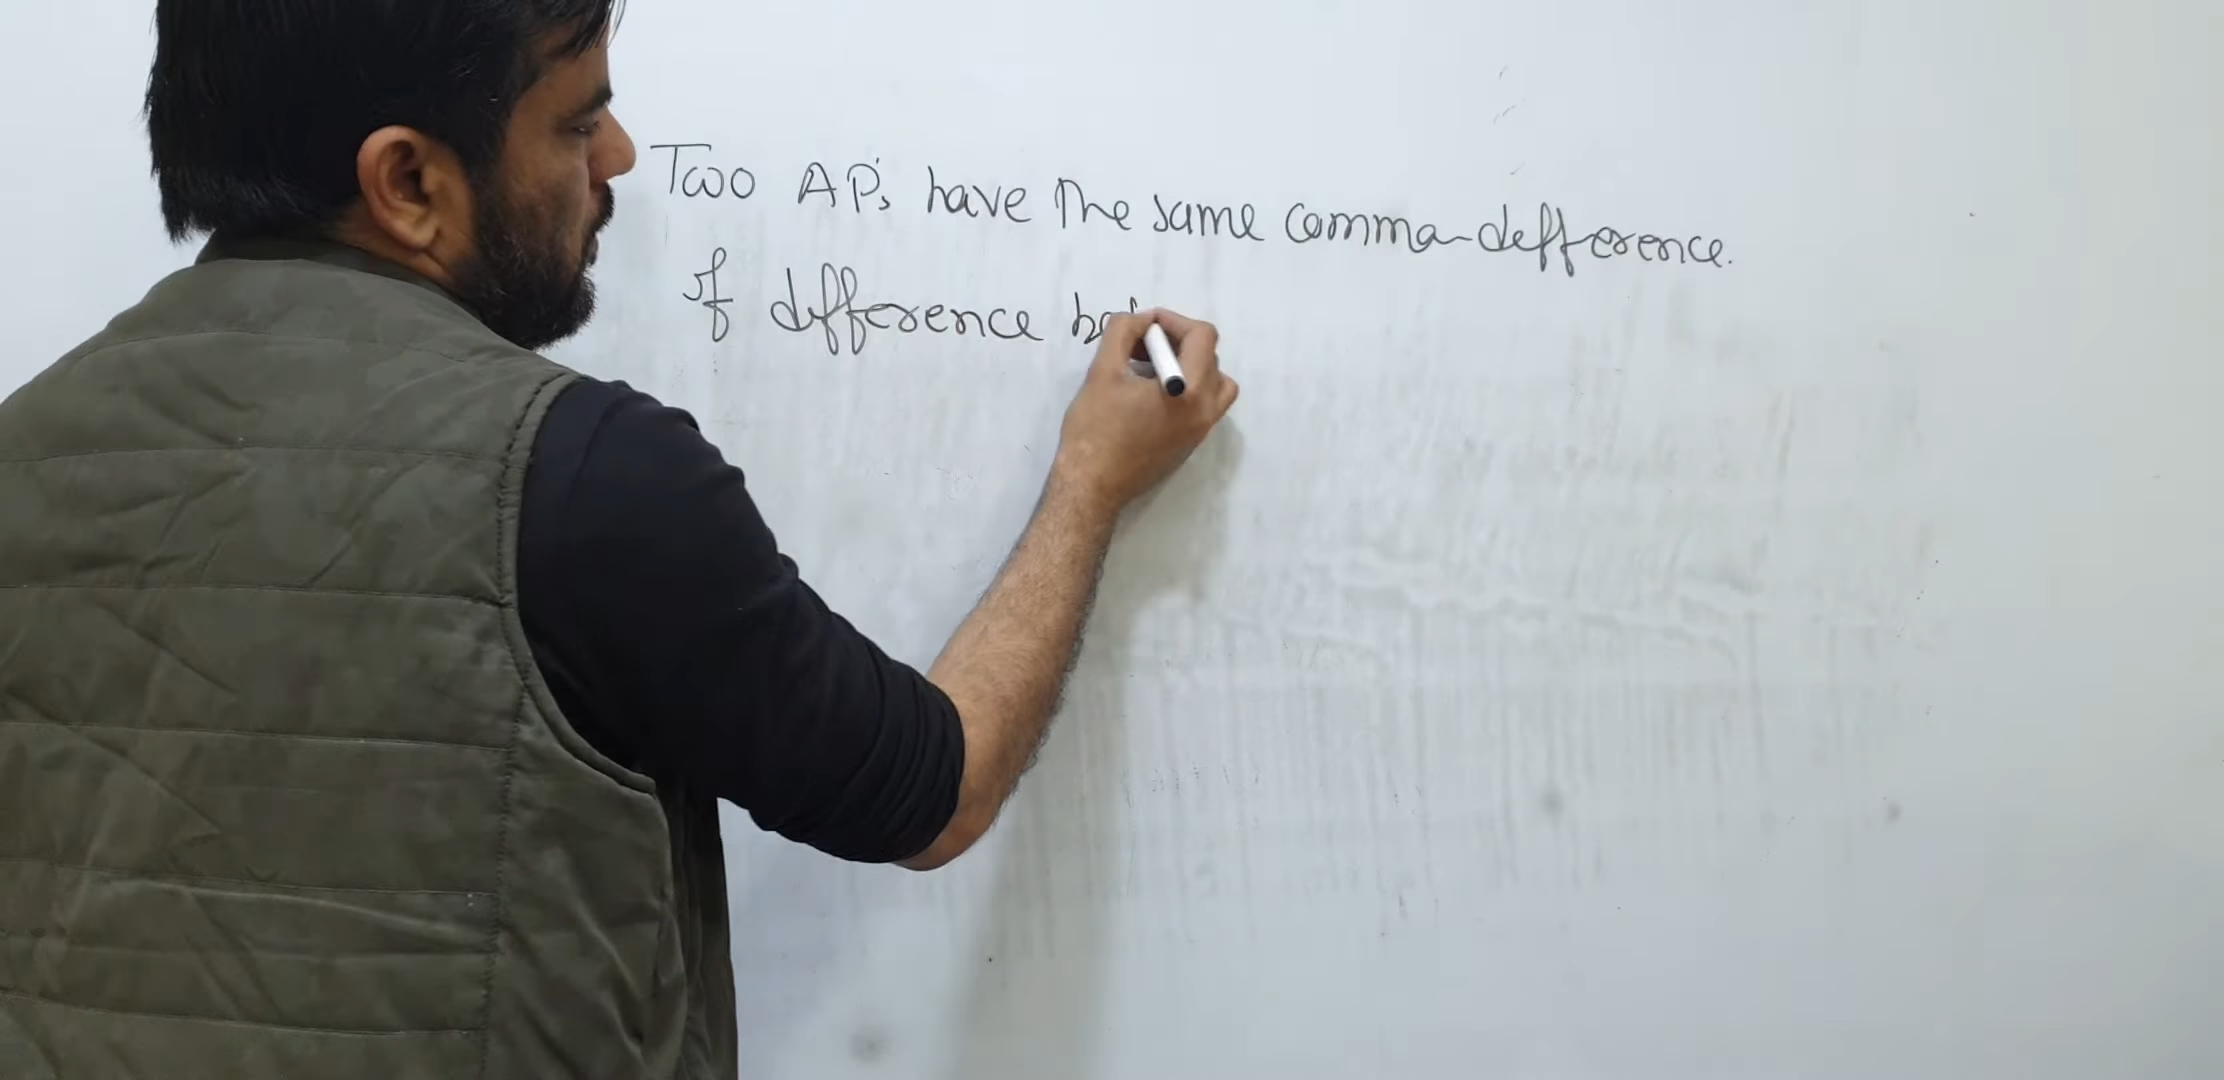 Two AP's have the same comma defference.
If difference